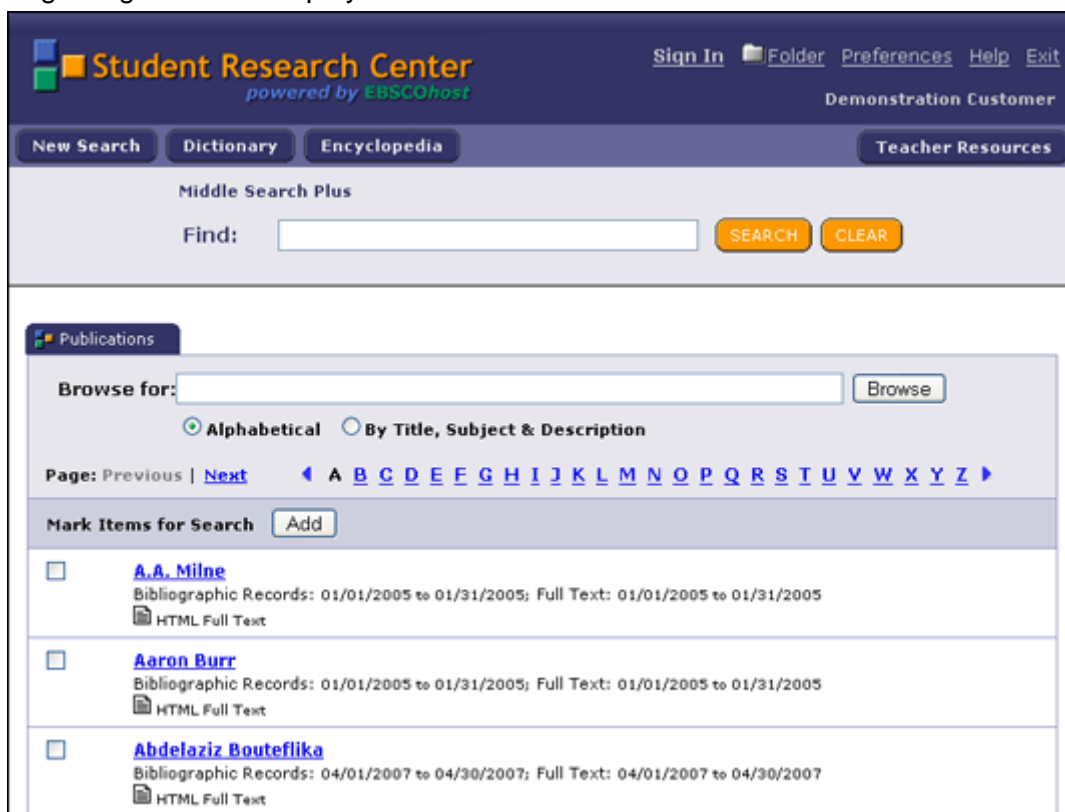 Student Research Center
powered by EBSCOhost
Sign In Folder Preferences Help Exit
Demonstration Customer
New Search Dictionary Encyclopedia Teacher Resources
Middle Search Plus
Find: SEARCH CLEAR
Publications
Browse for: Browse
Alphabetical By Title, Subject & Description
Page: Previous | Next A B C D E F G H I J K L M N O P Q R S T U V W X Y Z
Mark Items for Search Add
A.A. Milne
Bibliographic Records: 01/01/2005 to 01/31/2005; Full Text: 01/01/2005 to 01/31/2005
HTML Full Text
Aaron Burr
Bibliographic Records: 01/01/2005 to 01/31/2005; Full Text: 01/01/2005 to 01/31/2005
HTML Full Text
Abdelaziz Bouteflika
Bibliographic Records: 04/01/2007 to 04/30/2007; Full Text: 04/01/2007 to 04/30/2007
HTML Full Text